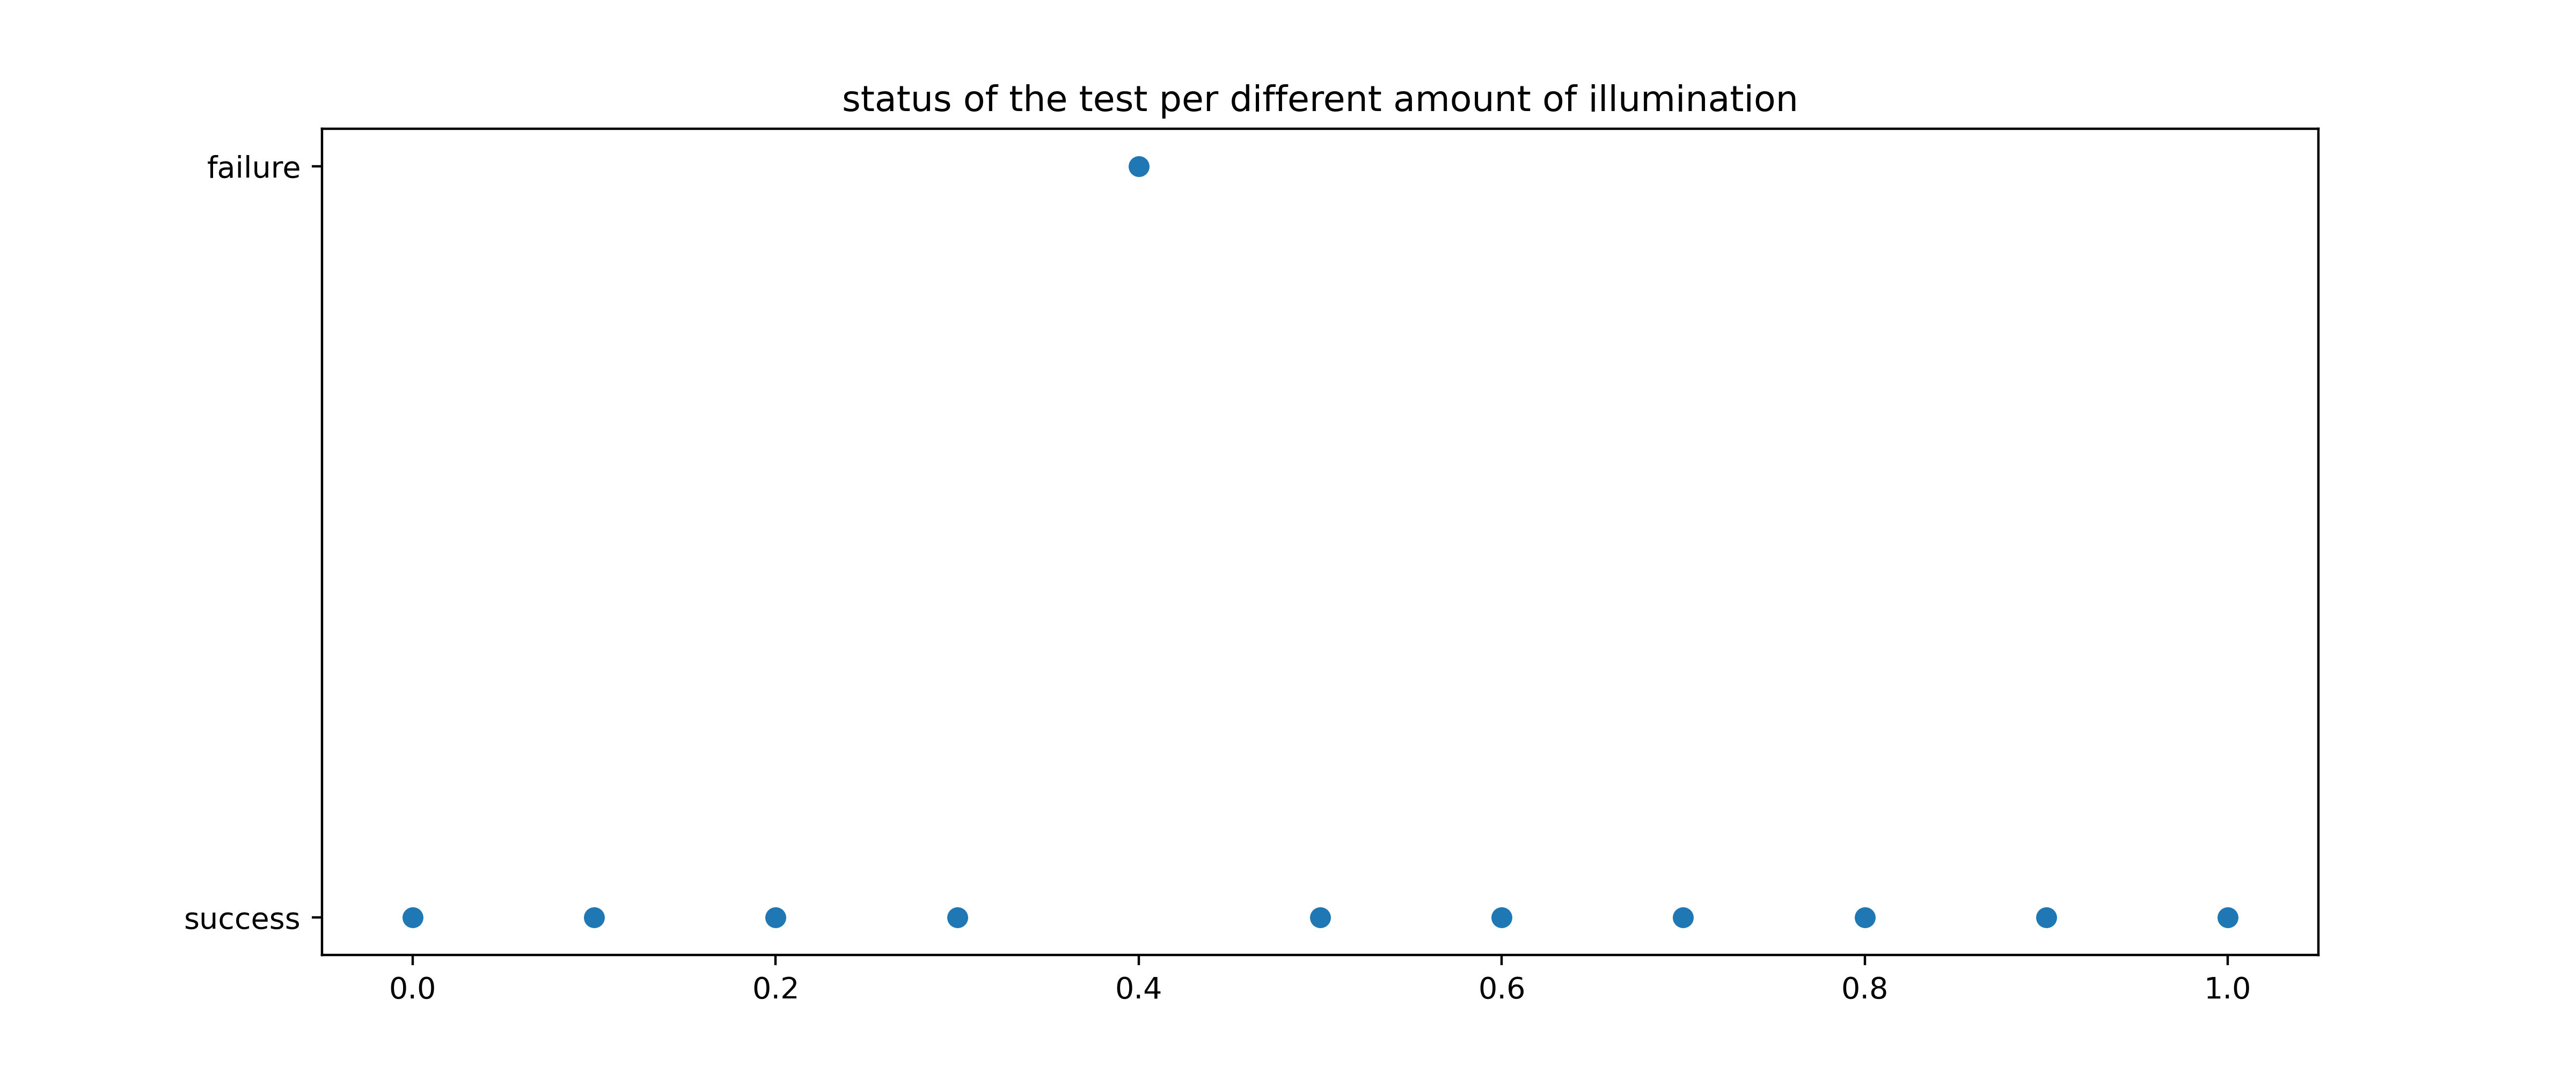 status of the test per different amount of illumination
failure
success
0.0 0.2 0.4 0.6 0.8 1.0